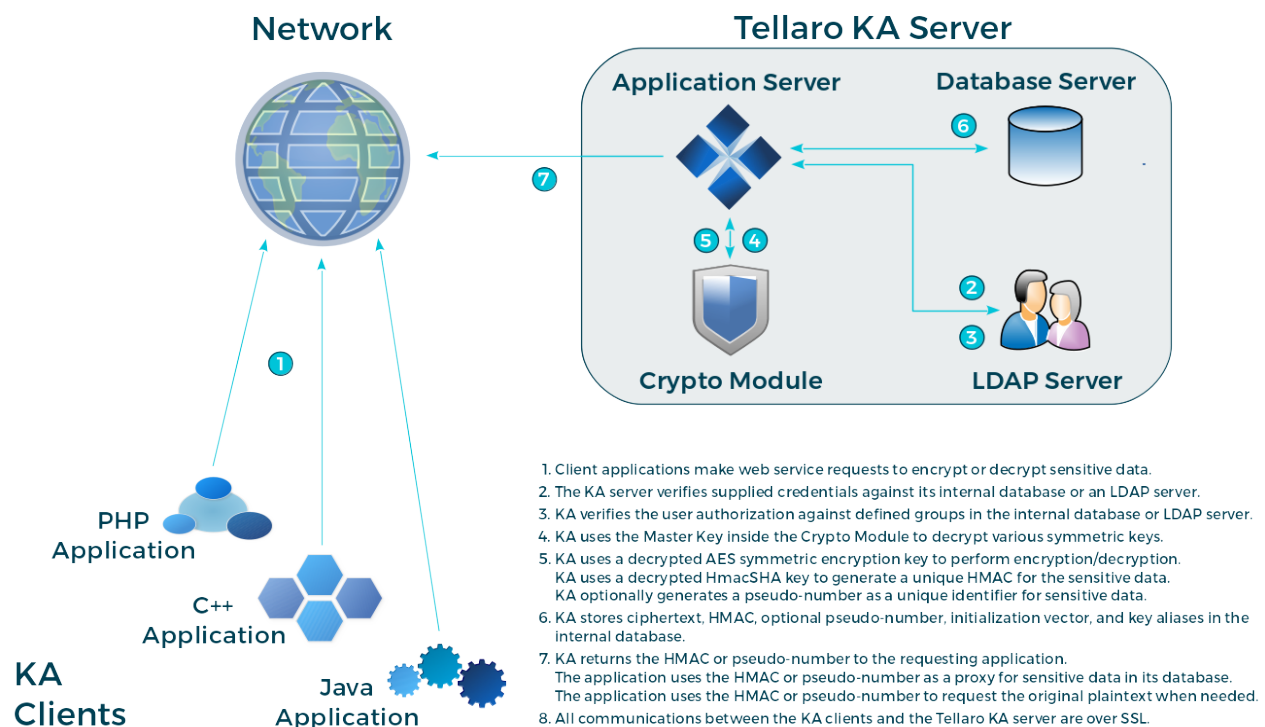 Network
Tellaro KA Server
Application Server
Database Server
6
7
5
4
2
3
Crypto Module
LDAP Server
1
PHP
Application
C++
Application
Java
Application
KA
Clients
1. Client applications make web service requests to encrypt or decrypt sensitive data.
2. The KA server verifies supplied credentials against its internal database or an LDAP server.
3. KA verifies the user authorization against defined groups in the internal database or LDAP server.
4. KA uses the Master Key inside the Crypto Module to decrypt various symmetric keys.
5. KA uses a decrypted AES symmetric encryption key to perform encryption/decryption.
KA uses a decrypted HmacSHA key to generate a unique HMAC for the sensitive data.
KA optionally generates a pseudo-number as a unique identifier for sensitive data.
6. KA stores ciphertext, HMAC, optional pseudo-number, initialization vector, and key aliases in the
internal database.
7. KA returns the HMAC or pseudo-number to the requesting application.
The application uses the HMAC or pseudo-number as a proxy for sensitive data in its database.
The application uses the HMAC or pseudo-number to request the original plaintext when needed.
8. All communications between the KA clients and the Tellaro KA server are over SSL.